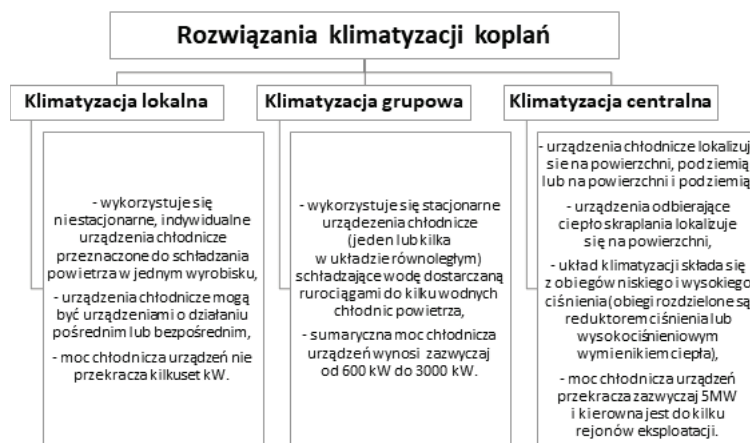 Rozwiązania klimatyzacji koplań
Klimatyzacja lokalna
- wykorzystuje się
niestacjonarne, indywidualne
urządzenia chłodnicze
przeznaczone do schładzania
powietrza w jednym wyrobisku,
- urządzenia chłodnicze mogą
być urządzeniami o działaniu
pośrednim lub bezpośrednim,
- moc chłodnicza urządzeń nie
przekracza kilkuset kW.
Klimatyzacja grupowa
- wykorzystuje się stacjonarne
urządezenia chłodnicze
(jeden lub kilka
w układzie równoległym)
schładzające wodę dostarczaną
rurociągami do kilku wodnych
chłodnic powietrza,
- sumaryczna moc chłodnicza
urządzeń wynosi zazwyczaj
od 600 kW do 3000 kW.
Klimatyzacja centralna
- urządzenia chłodnicze lokalizuj
sie na powierzchni, pod ziemią
lub na powierzchni i pod ziemią
- urządzenia odbierające
ciepło skraplania lokalizuje
się na powierzchni,
- układ klimatyzacji składa się
z obiegów niskiego i wysokiego
ciśnienia (obiegi rozdzielone są
reduktorem ciśnienia lub
wysokociśnieniowym
wymienikiem ciepła),
- moc chłodnicza urządzeń
przekracza zazwyczaj 5MW
i kierowna jest do kilku
rejonów eksploatacji.